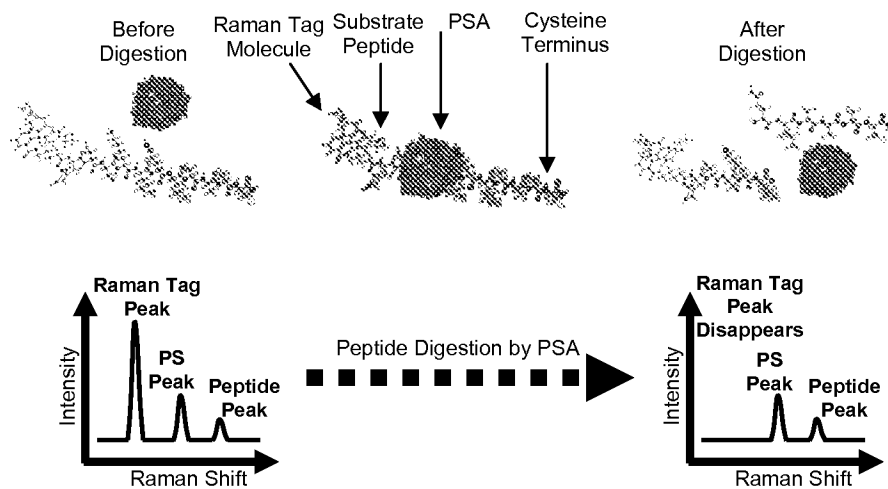 Before
Digestion
Raman Tag
Molecule
Substrate
Peptide
PSA
Cysteine
Terminus
After
Digestion
Raman Tag
Peak
PS
Peak
Peptide
Peak
Intensity
Raman Shift
Peptide Digestion by PSA
Raman Tag
Peak
Disappears
PS
Peak
Peptide
Peak
Intensity
Raman Shift